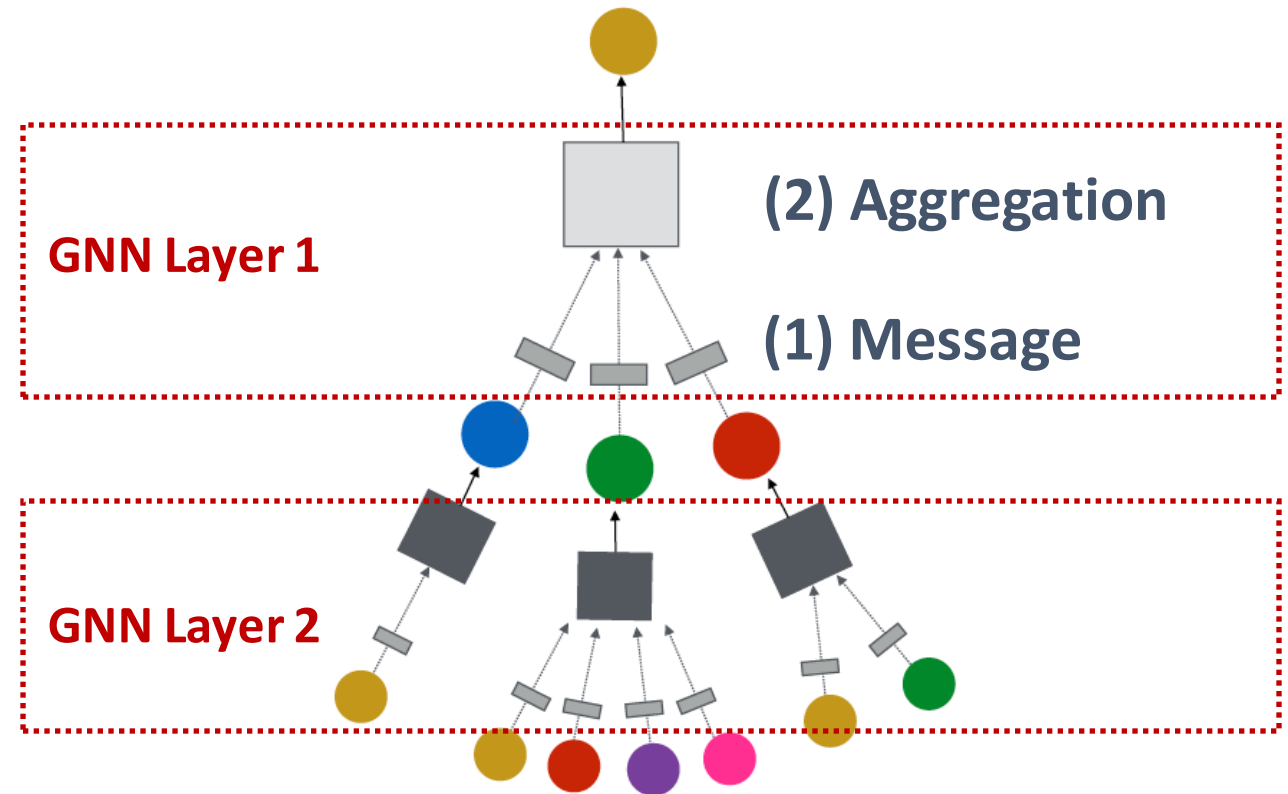 (2) Aggregation
GNN Layer 1
(1) Message
GNN Layer 2